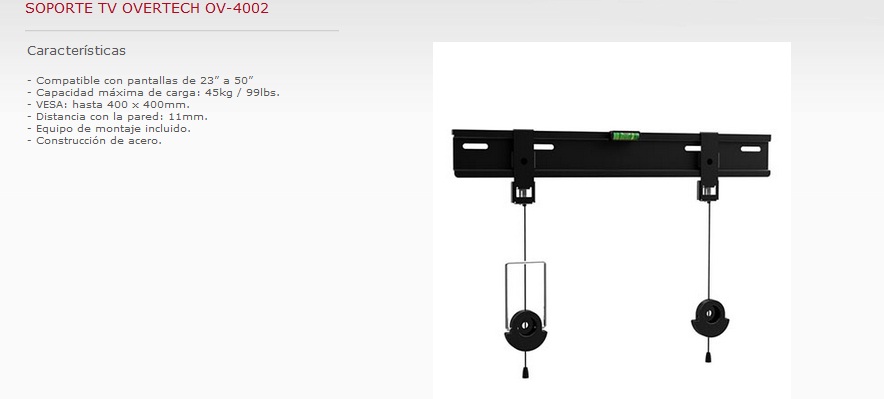 SOPORTE TV OVERTECH OV-4002
Características
- Compatible con pantallas de 23" a 50"
- Capacidad máxima de carga: 45kg / 99lbs.
- VESA: hasta 400 x 400mm.
- Distancia con la pared: 11mm.
- Equipo de montaje incluido.
- Construcción de acero.